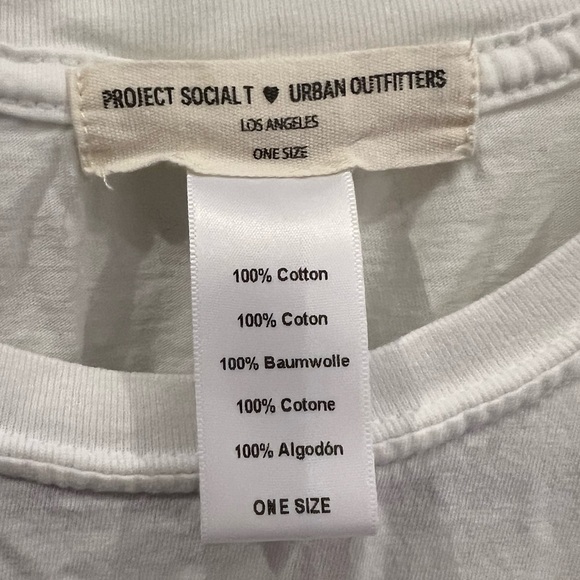 PROJECT SOCIAL T ♥ URBAN OUTFITTERS
LOS ANGELES
ONE SIZE
100% Cotton
100% Coton
100% Baumwolle
100% Cotone
100% Algodón
ONE SIZE